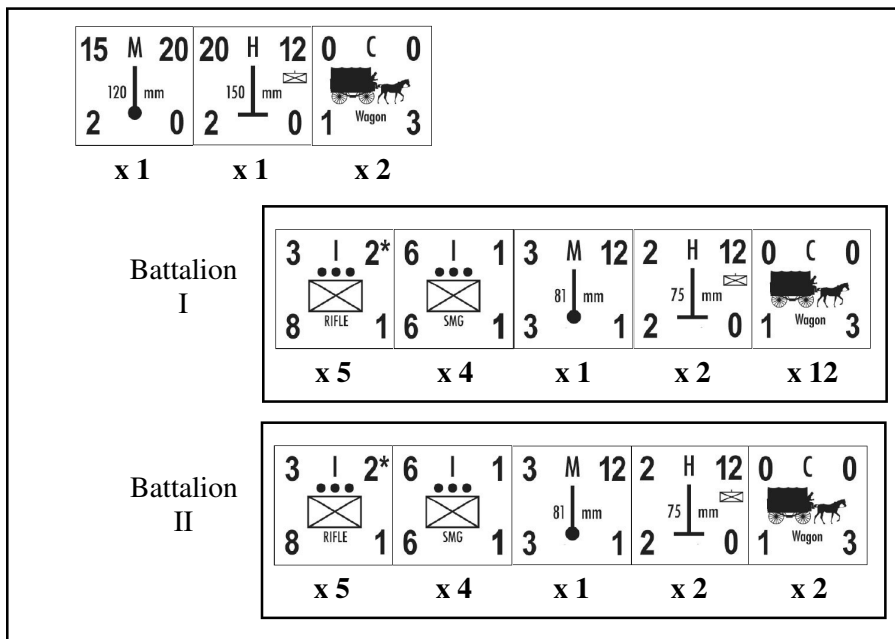 15 M 20 20 H 12 0 C 0
120 mm 150 mm
2 0 2 0 1 Wagon 3
x 1 x 1 x 2
Battalion
I
3 I 2* 6 I 1 3 M 12 2 H 12 0 C 0
81 mm 75 mm
8 RIFLE 1 6 SMG 1 3 1 2 0 1 Wagon 3
x 5 x 4 x 1 x 2 x 12
Battalion
II
3 I 2* 6 I 1 3 M 12 2 H 12 0 C 0
81 mm 75 mm
8 RIFLE 1 6 SMG 1 3 1 2 0 1 Wagon 3
x 5 x 4 x 1 x 2 x 2